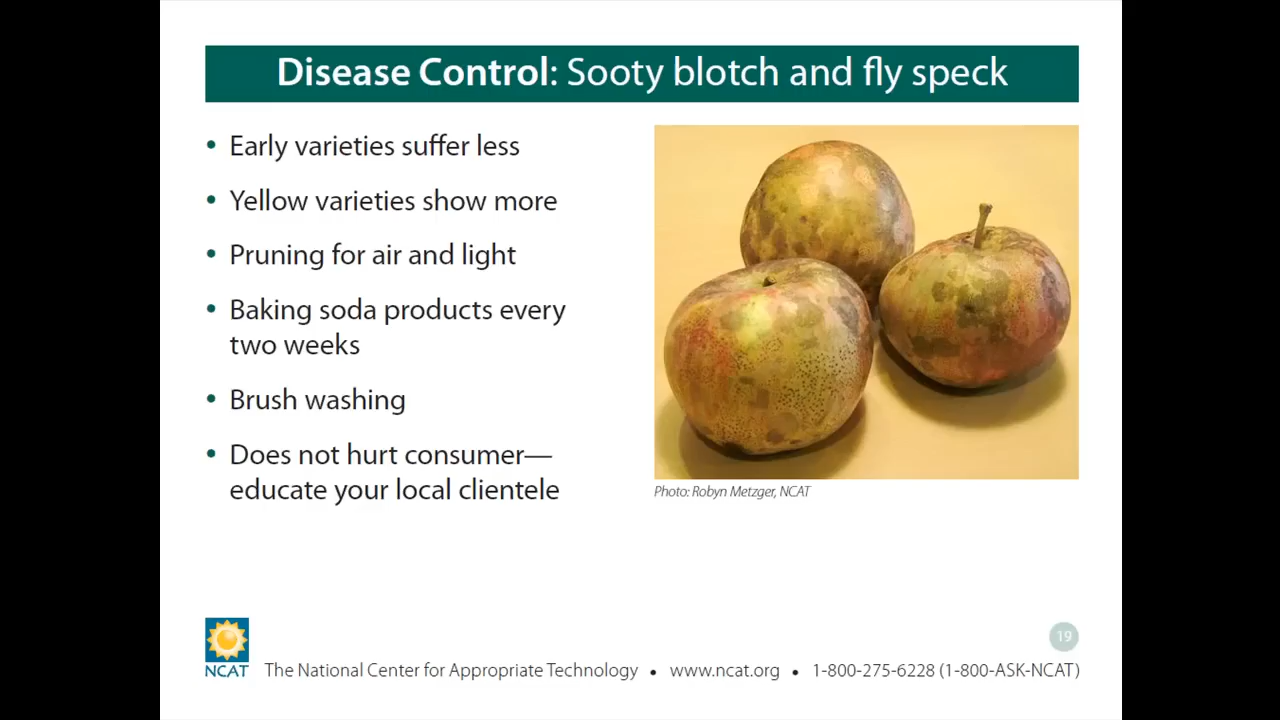 Disease Control: Sooty blotch and fly speck
• Early varieties suffer less
• Yellow varieties show more
• Pruning for air and light
• Baking soda products every
two weeks
• Brush washing
• Does not hurt consumer—
educate your local clientele
Photo: Robyn Metzger, NCAT
19
NCAT
The National Center for Appropriate Technology • www.ncat.org • 1-800-275-6228 (1-800-ASK-NCAT)